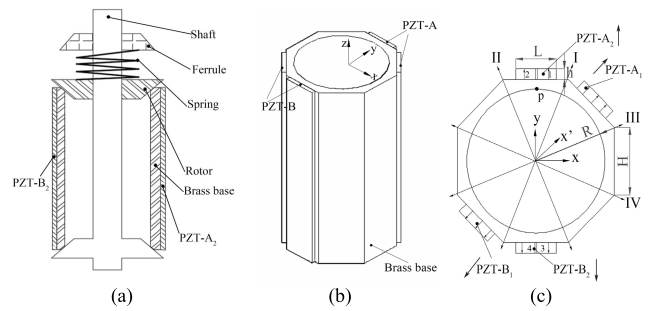 Shaft
Ferrule
Spring
Rotor
Brass base
PZT-A2
PZT-B2
(a)
PZT-A
z
y
x
PZT-B
Brass base
(b)
L
PZT-A2
II
I
2
1
h
PZT-A1
p
III
y
x'
R
x
H
IV
4
3
PZT-B1
PZT-B2
(c)